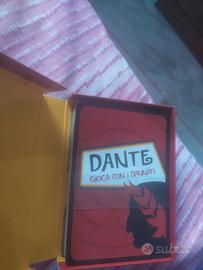 DANTE
GIOCA CON I DANNATI
subito